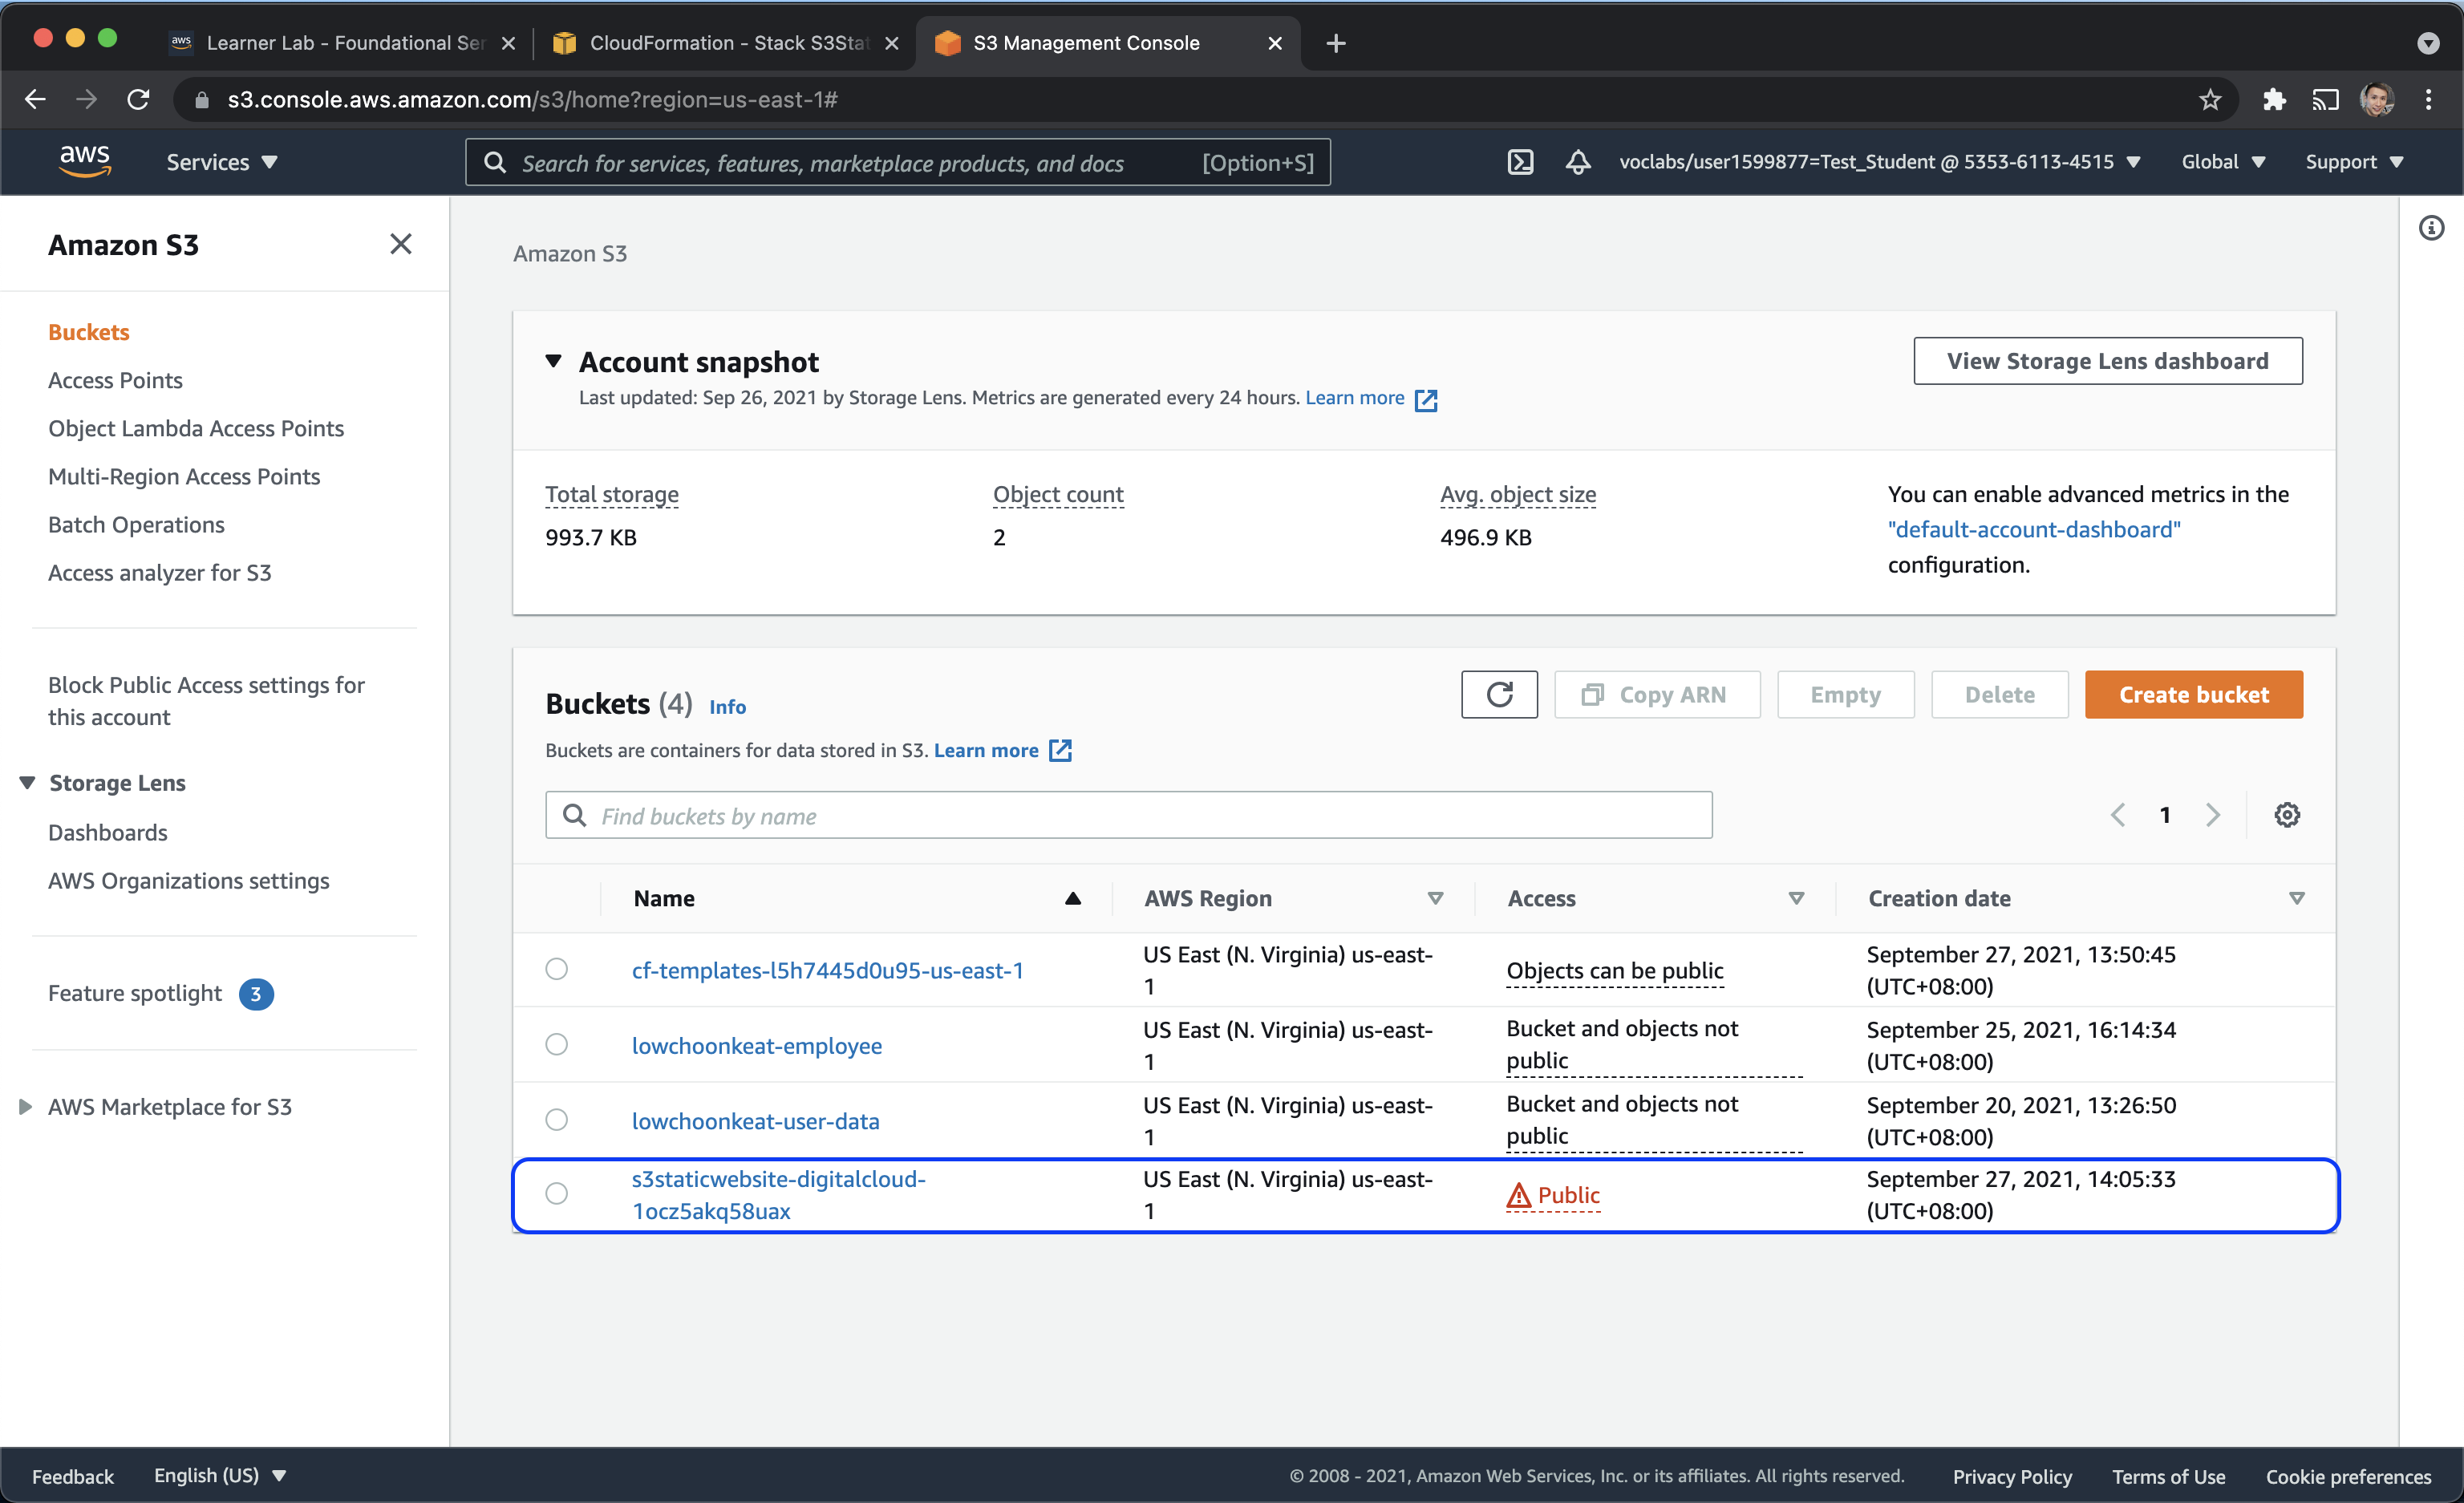 aws Learner Lab - Foundational Ser
CloudFormation - Stack S3Stat
S3 Management Console
s3.console.aws.amazon.com/s3/home?region=us-east-1#
aws
Services
Search for services, features, marketplace products, and docs
[Option+S]
voclabs/user1599877=Test_Student @ 5353-6113-4515
Global
Support
Amazon S3
Buckets
Access Points
Object Lambda Access Points
Multi-Region Access Points
Batch Operations
Access analyzer for S3
Block Public Access settings for
this account
Storage Lens
Dashboards
AWS Organizations settings
Feature spotlight 3
AWS Marketplace for S3
Amazon S3
Account snapshot
View Storage Lens dashboard
Last updated: Sep 26, 2021 by Storage Lens. Metrics are generated every 24 hours. Learn more
Total storage
993.7 KB
Object count
2
Avg. object size
496.9 KB
You can enable advanced metrics in the
"default-account-dashboard"
configuration.
Buckets (4) Info
Copy ARN
Empty
Delete
Create bucket
Buckets are containers for data stored in S3. Learn more
Find buckets by name
1
Name
AWS Region
Access
Creation date
cf-templates-l5h7445d0u95-us-east-1
US East (N. Virginia) us-east-
1
Objects can be public
September 27, 2021, 13:50:45
(UTC+08:00)
lowchoonkeat-employee
US East (N. Virginia) us-east-
1
Bucket and objects not
public
September 25, 2021, 16:14:34
(UTC+08:00)
lowchoonkeat-user-data
US East (N. Virginia) us-east-
1
Bucket and objects not
public
September 20, 2021, 13:26:50
(UTC+08:00)
s3staticwebsite-digitalcloud-
1ocz5akq58uax
US East (N. Virginia) us-east-
1
Public
September 27, 2021, 14:05:33
(UTC+08:00)
Feedback
English (US)
© 2008 - 2021, Amazon Web Services, Inc. or its affiliates. All rights reserved.
Privacy Policy
Terms of Use
Cookie preferences